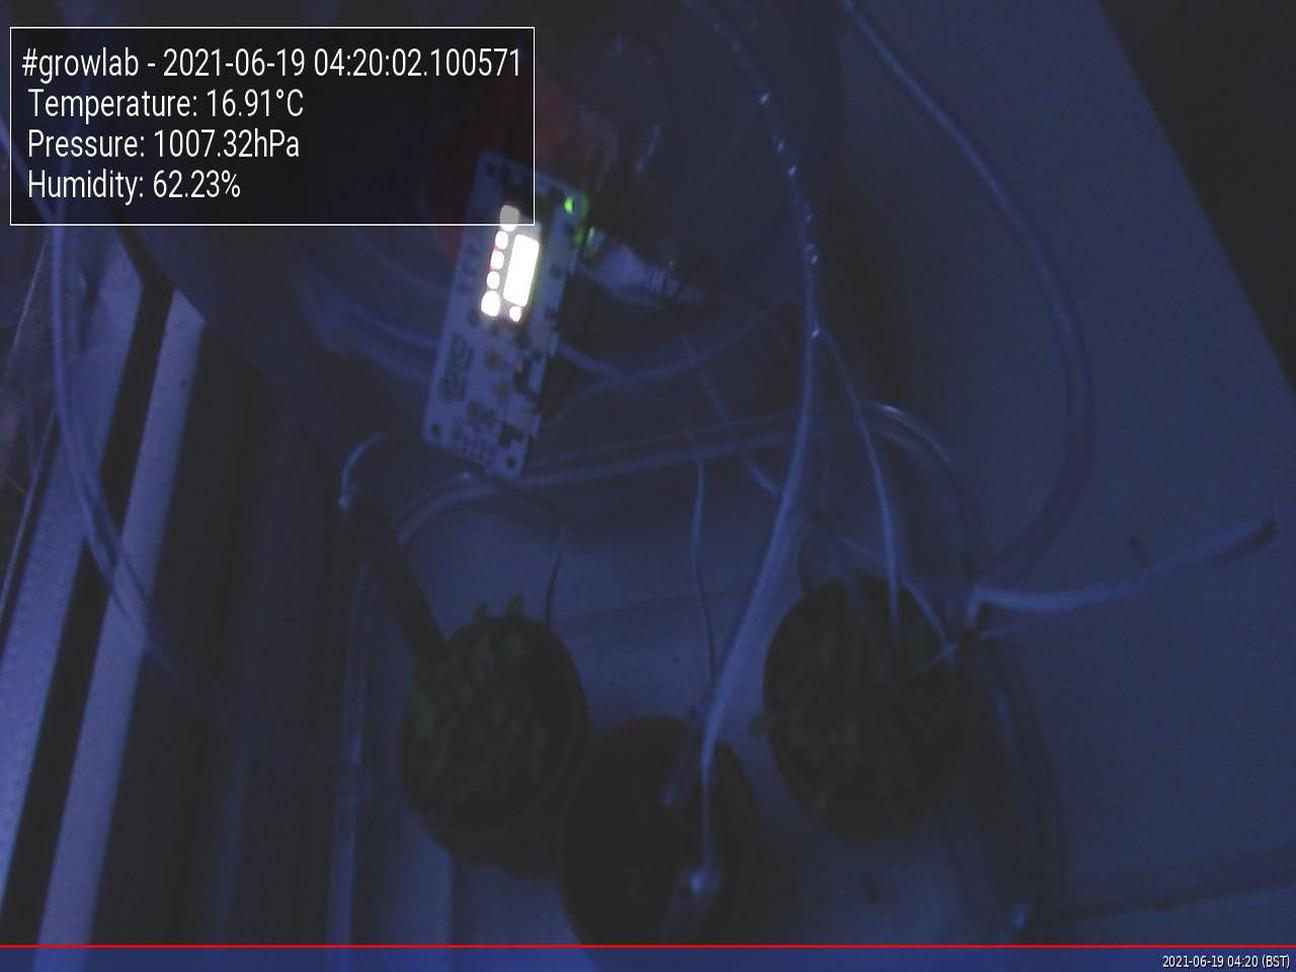 #growlab - 2021-06-19 04:20:02.100571
Temperature: 16.91°C
Pressure: 1007.32hPa
Humidity: 62.23%
2021-06-19 04:20 (BST)